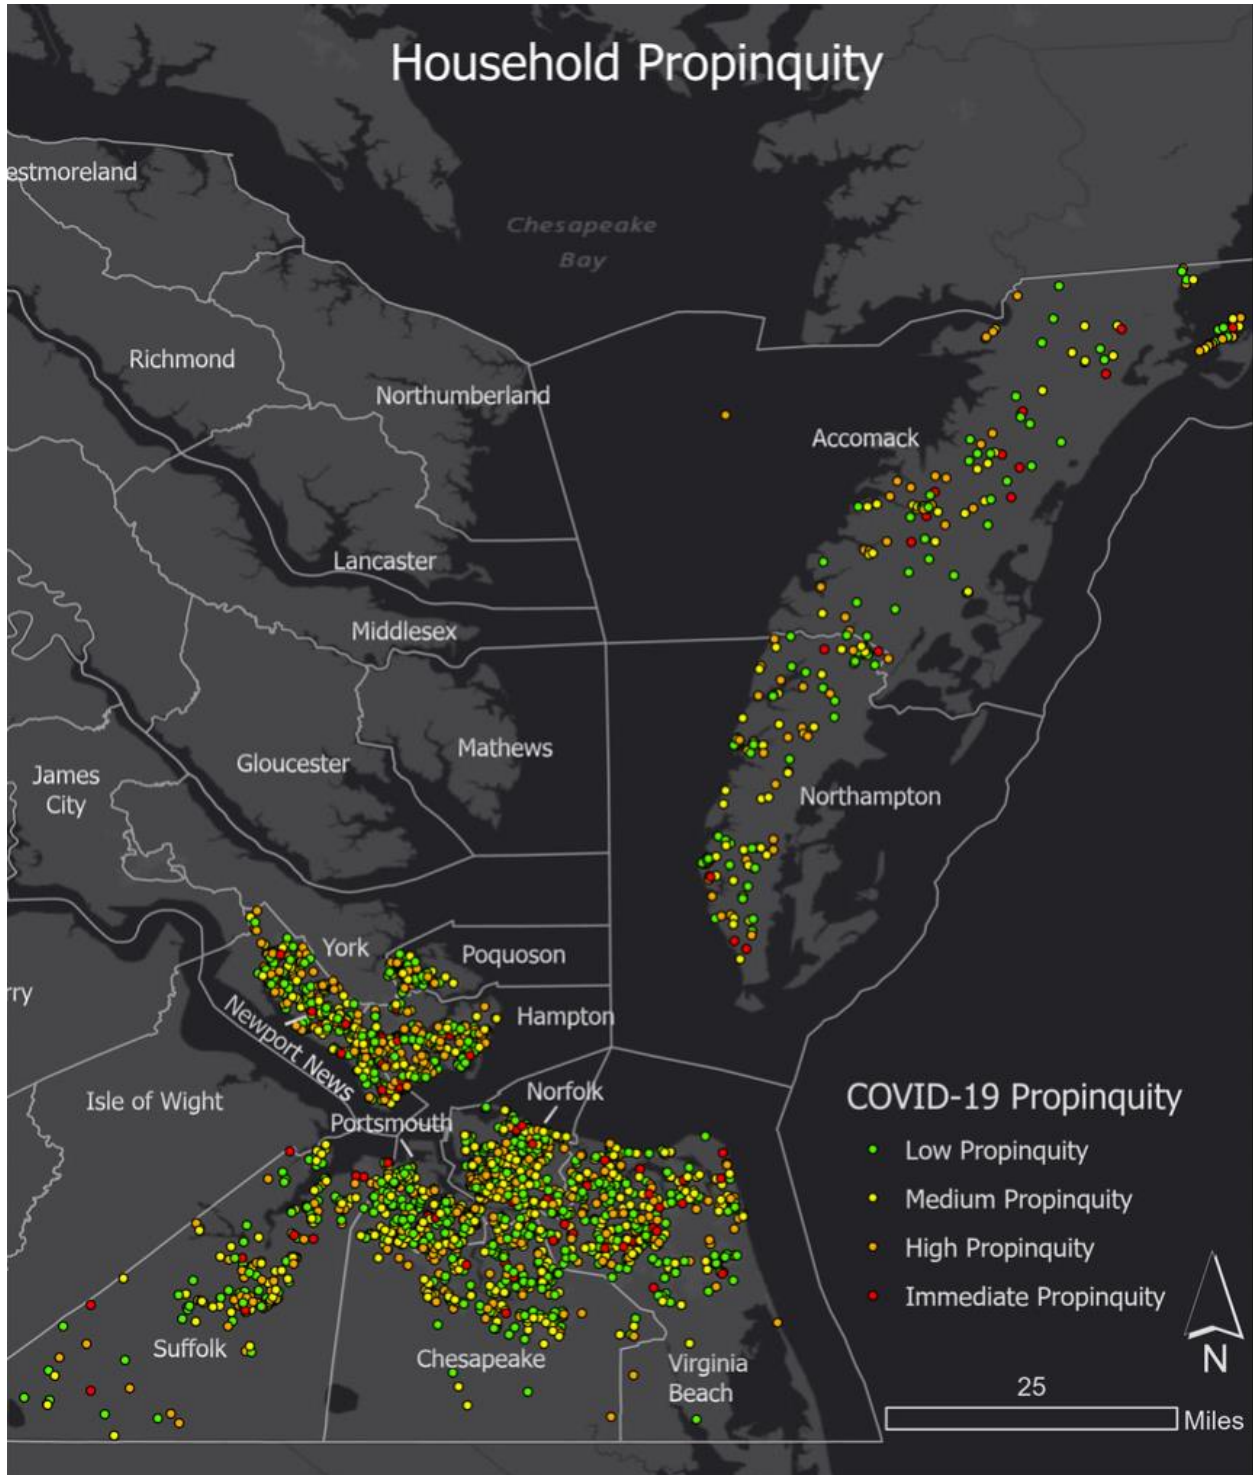 Household Propinquity
estmoreland
Chesapeake
Bay
Richmond
Northumberland
Accomack
Lancaster
Middlesex
Mathews
Gloucester
James
City
Northampton
York
Poquoson
rry
Newport News
Hampton
Isle of Wight
Norfolk
Portsmouth
COVID-19 Propinquity
Low Propinquity
Medium Propinquity
High Propinquity
Immediate Propinquity
Suffolk
Chesapeake
Virginia
Beach
N
25
Miles